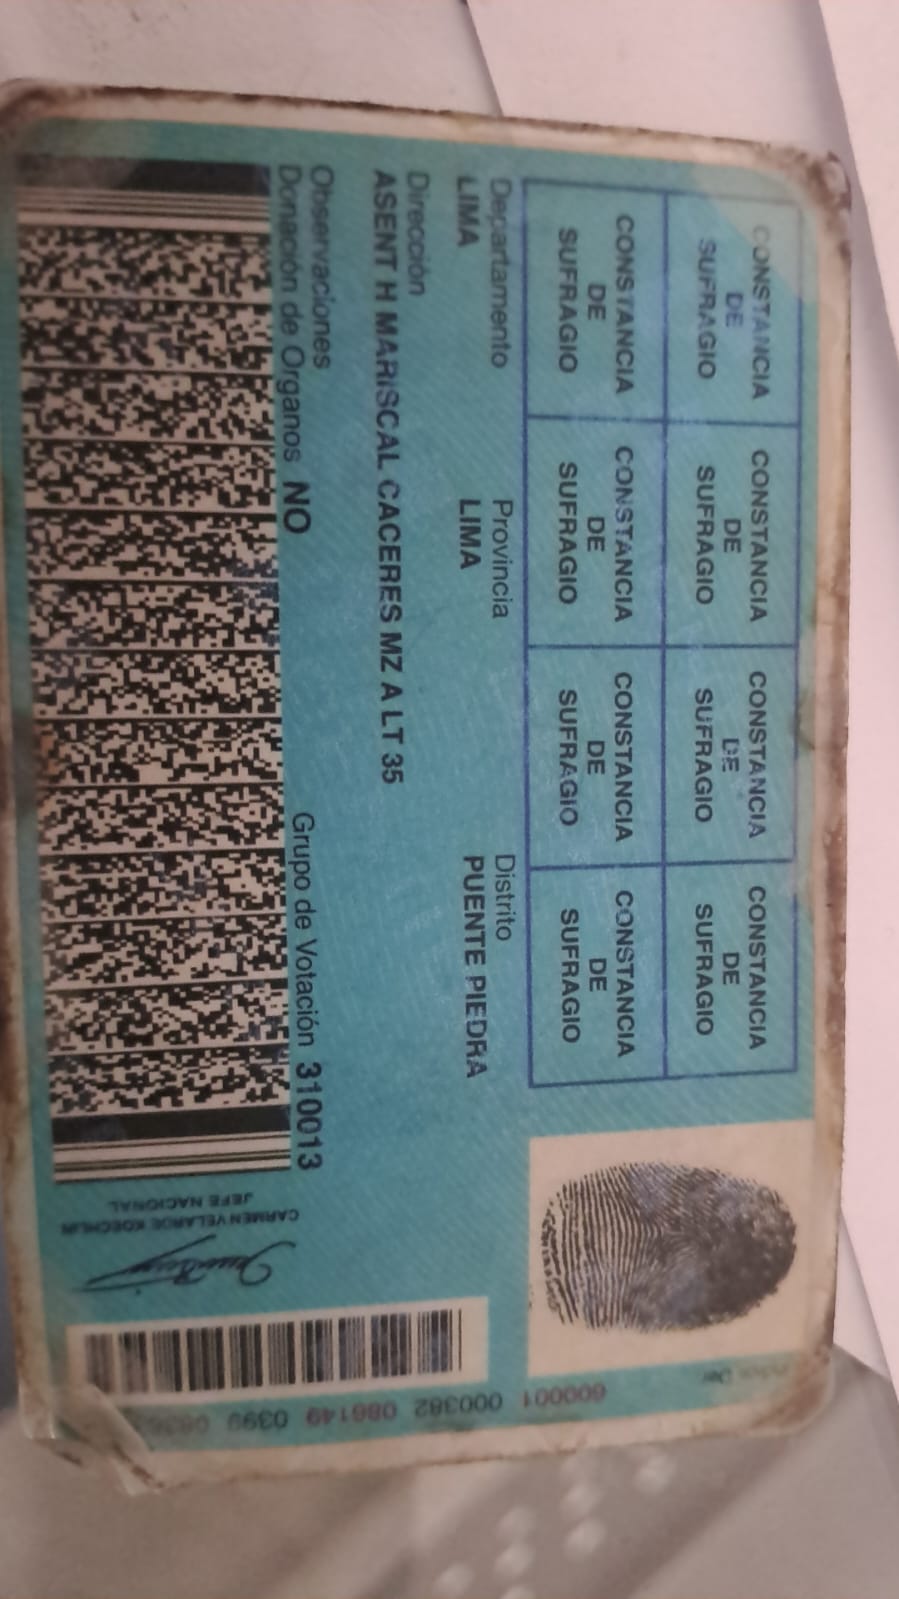 CONSTANCIA DE SUFRAGIO
CONSTANCIA DE SUFRAGIO
CONSTANCIA DE SUFRAGIO
CONSTANCIA DE SUFRAGIO
CONSTANCIA DE SUFRAGIO
CONSTANCIA DE SUFRAGIO
CONSTANCIA DE SUFRAGIO
CONSTANCIA DE SUFRAGIO
Departamento Provincia Distrito
LIMA LIMA PUENTE PIEDRA
Dirección
ASENT H MARISCAL CACERES MZ A LT 35
Observaciones
Donación de Organos NO Grupo de Votación 310013
CARMEN VELARDE KOECHLIN
JEFE NACIONAL
Der
600001 000382 086149 0399